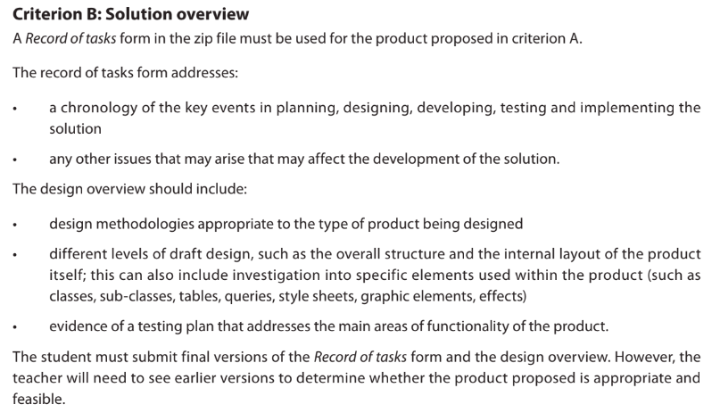 Criterion B: Solution overview
A Record of tasks form in the zip file must be used for the product proposed in criterion A.
The record of tasks form addresses:
• a chronology of the key events in planning, designing, developing, testing and implementing the
solution
• any other issues that may arise that may affect the development of the solution.
The design overview should include:
• design methodologies appropriate to the type of product being designed
• different levels of draft design, such as the overall structure and the internal layout of the product
itself; this can also include investigation into specific elements used within the product (such as
classes, sub-classes, tables, queries, style sheets, graphic elements, effects)
• evidence of a testing plan that addresses the main areas of functionality of the product.
The student must submit final versions of the Record of tasks form and the design overview. However, the
teacher will need to see earlier versions to determine whether the product proposed is appropriate and
feasible.